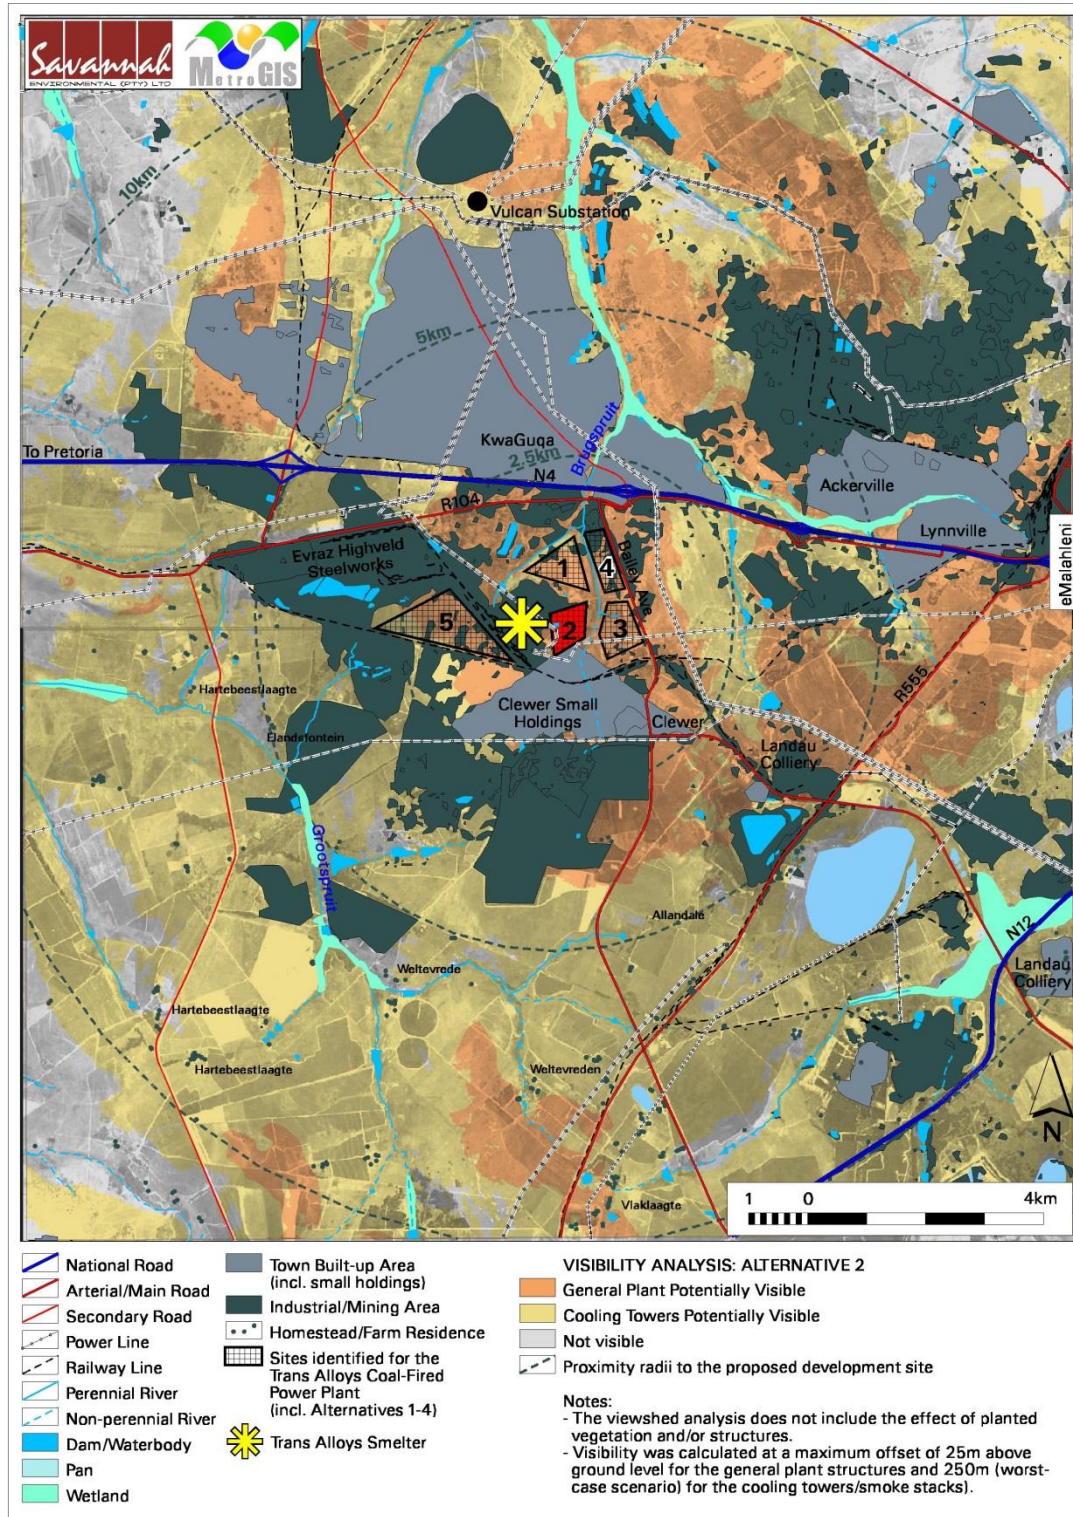 Savannah
ENVIRONMENTAL (PTY) LTD
MetroGIS
10km
Vulcan Substation
5km
KwaGuqa
2.5km
Brugspruit
To Pretoria
N4
R104
Ackerville
Lynnville
eMalahleni
Evraz Highveld
Steelworks
Bailey Ave
1
4
5
2
3
R555
Hartebeestlaagte
Elandsfontein
Clewer Small
Holdings
Clewer
Landau
Colliery
Grootspruit
Allandale
N12
Landau
Colliery
Weltevrede
Hartebeestlaagte
Hartebeestlaagte
Weltevreden
Vlaklaagte
N
1 0 4km
National Road
Arterial/Main Road
Secondary Road
Power Line
Railway Line
Perennial River
Non-perennial River
Dam/Waterbody
Pan
Wetland
Town Built-up Area
(incl. small holdings)
Industrial/Mining Area
Homestead/Farm Residence
Sites identified for the
Trans Alloys Coal-Fired
Power Plant
(incl. Alternatives 1-4)
Trans Alloys Smelter
VISIBILITY ANALYSIS: ALTERNATIVE 2
General Plant Potentially Visible
Cooling Towers Potentially Visible
Not visible
Proximity radii to the proposed development site
Notes:
- The viewshed analysis does not include the effect of planted
vegetation and/or structures.
- Visibility was calculated at a maximum offset of 25m above
ground level for the general plant structures and 250m (worst-
case scenario) for the cooling towers/smoke stacks).